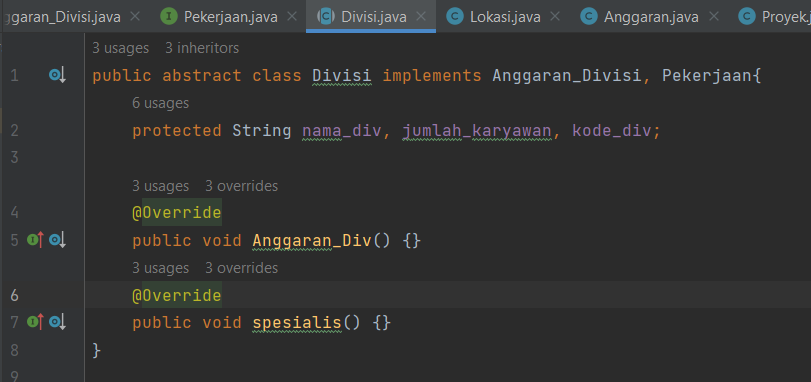 ggaran_Divisi.java × Pekerjaan.java × Divisi.java × Lokasi.java × Anggaran.java × Proyek.j
3 usages 3 inheritors
1 public abstract class Divisi implements Anggaran_Divisi, Pekerjaan{
6 usages
2 protected String nama_div, jumlah_karyawan, kode_div;
3
3 usages 3 overrides
4 @Override
5 public void Anggaran_Div() {}
3 usages 3 overrides
6 @Override
7 public void spesialis() {}
8 }
9